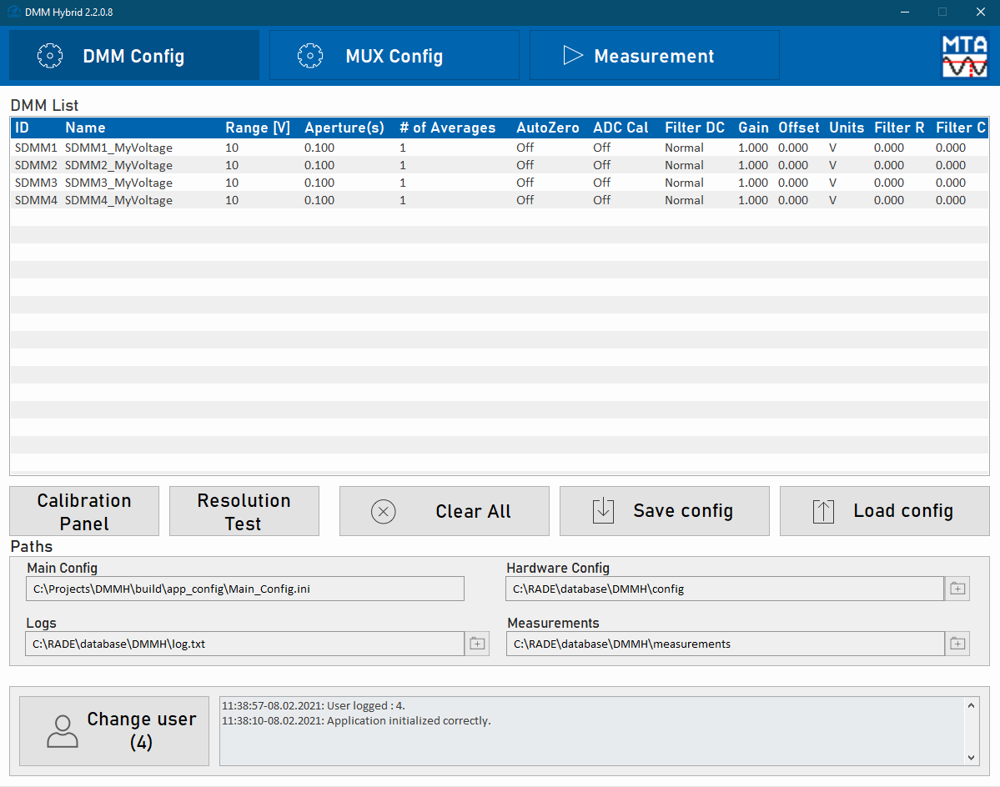 DMM Hybrid 2.2.0.8
DMM Config MUX Config Measurement MTA
DMM List
ID Name Range [V] Aperture(s) # of Averages AutoZero ADC Cal Filter DC Gain Offset Units Filter R Filter C
SDMM1 SDMM1_MyVoltage 10 0.100 1 Off Off Normal 1.000 0.000 V 0.000 0.000
SDMM2 SDMM2_MyVoltage 10 0.100 1 Off Off Normal 1.000 0.000 V 0.000 0.000
SDMM3 SDMM3_MyVoltage 10 0.100 1 Off Off Normal 1.000 0.000 V 0.000 0.000
SDMM4 SDMM4_MyVoltage 10 0.100 1 Off Off Normal 1.000 0.000 V 0.000 0.000
Calibration
Panel
Resolution
Test
Clear All
Save config
Load config
Paths
Main Config
C:\Projects\DMMH\build\app_config\Main_Config.ini
Hardware Config
C:\RADE\database\DMMH\config
Logs
C:\RADE\database\DMMH\log.txt
Measurements
C:\RADE\database\DMMH\measurements
Change user
(4)
11:38:57-08.02.2021: User logged : 4.
11:38:10-08.02.2021: Application initialized correctly.